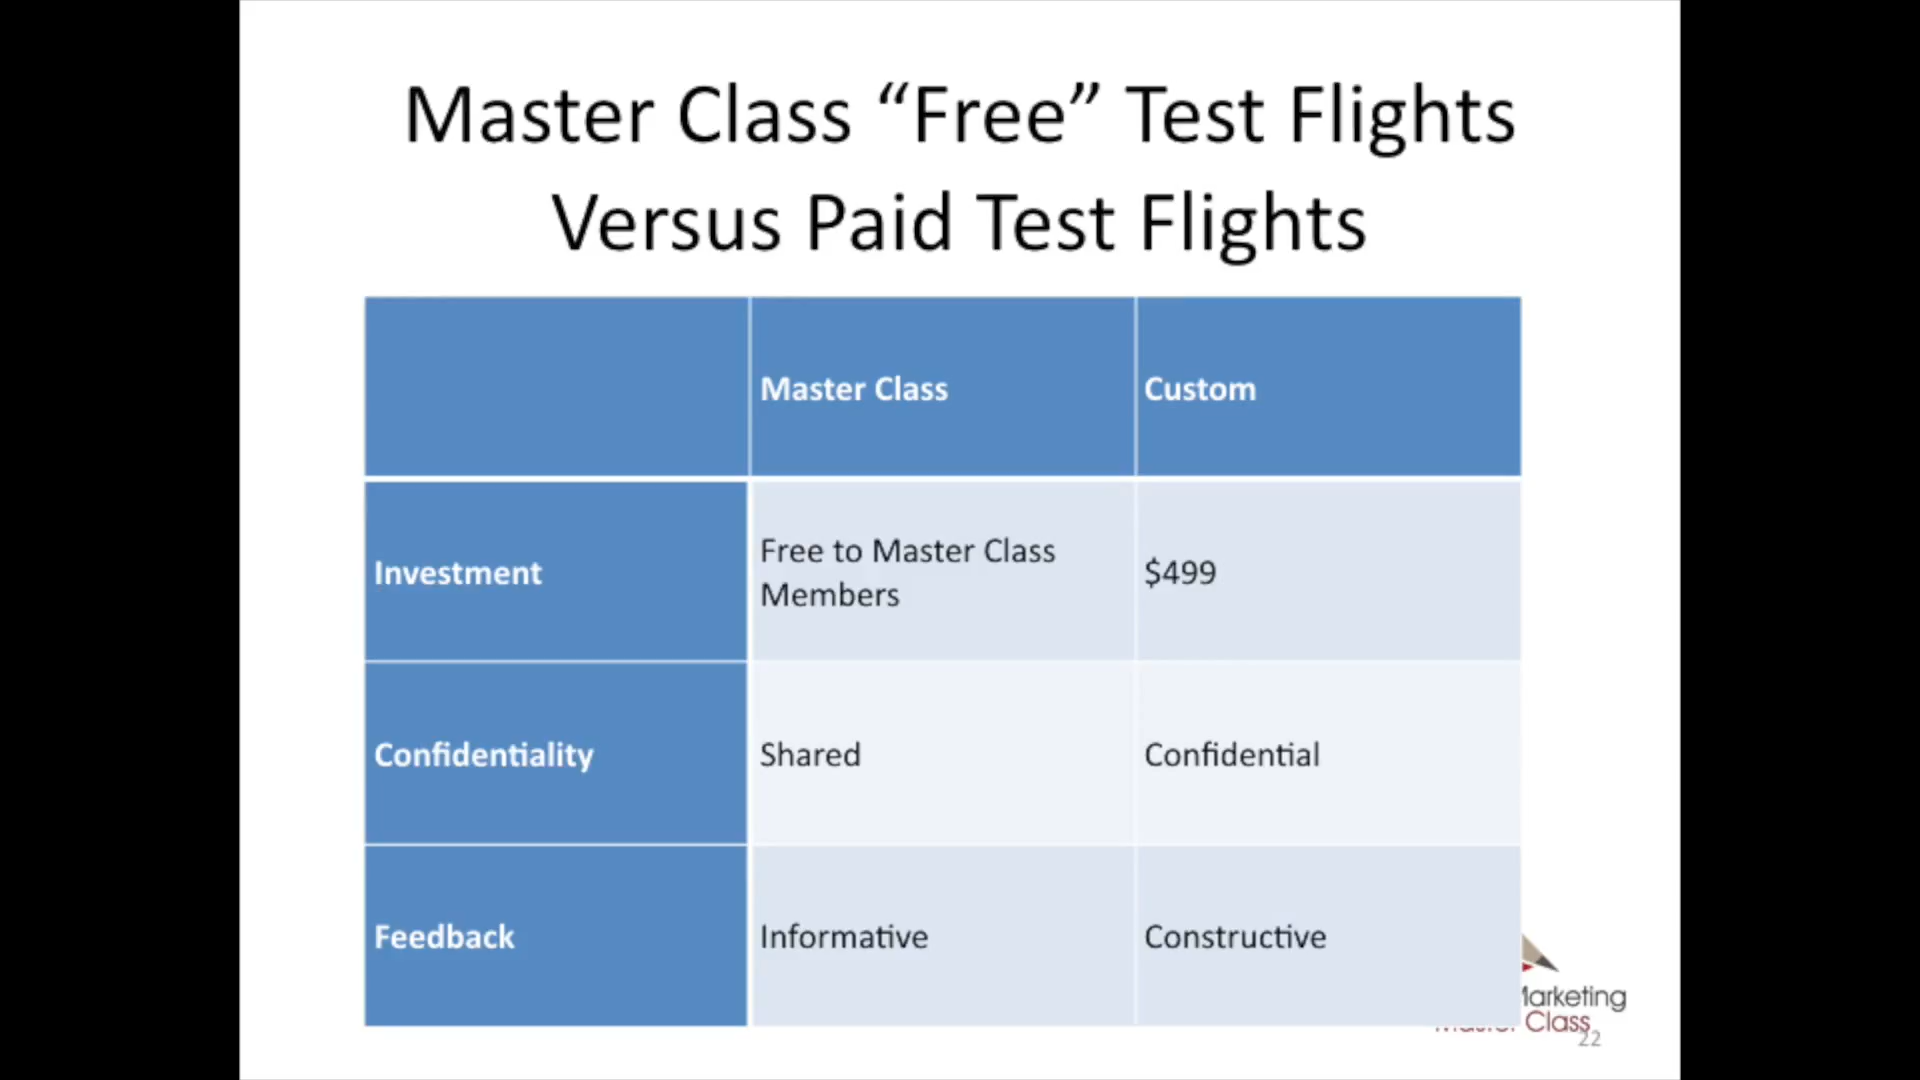 Master Class “Free” Test Flights
Versus Paid Test Flights
Master Class
Custom
Investment
Free to Master Class
Members
$499
Confidentiality
Shared
Confidential
Feedback
Informative
Constructive
Class
22